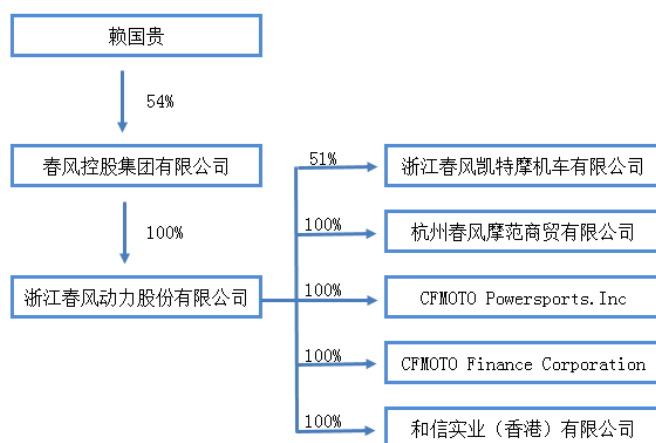 赖国贵
54%
春风控股集团有限公司
100%
浙江春风动力股份有限公司
51%
浙江春风凯特摩机车有限公司
100%
杭州春风摩范商贸有限公司
100%
CFMOTO Powersports.Inc
100%
CFMOTO Finance Corporation
100%
和信实业（香港）有限公司